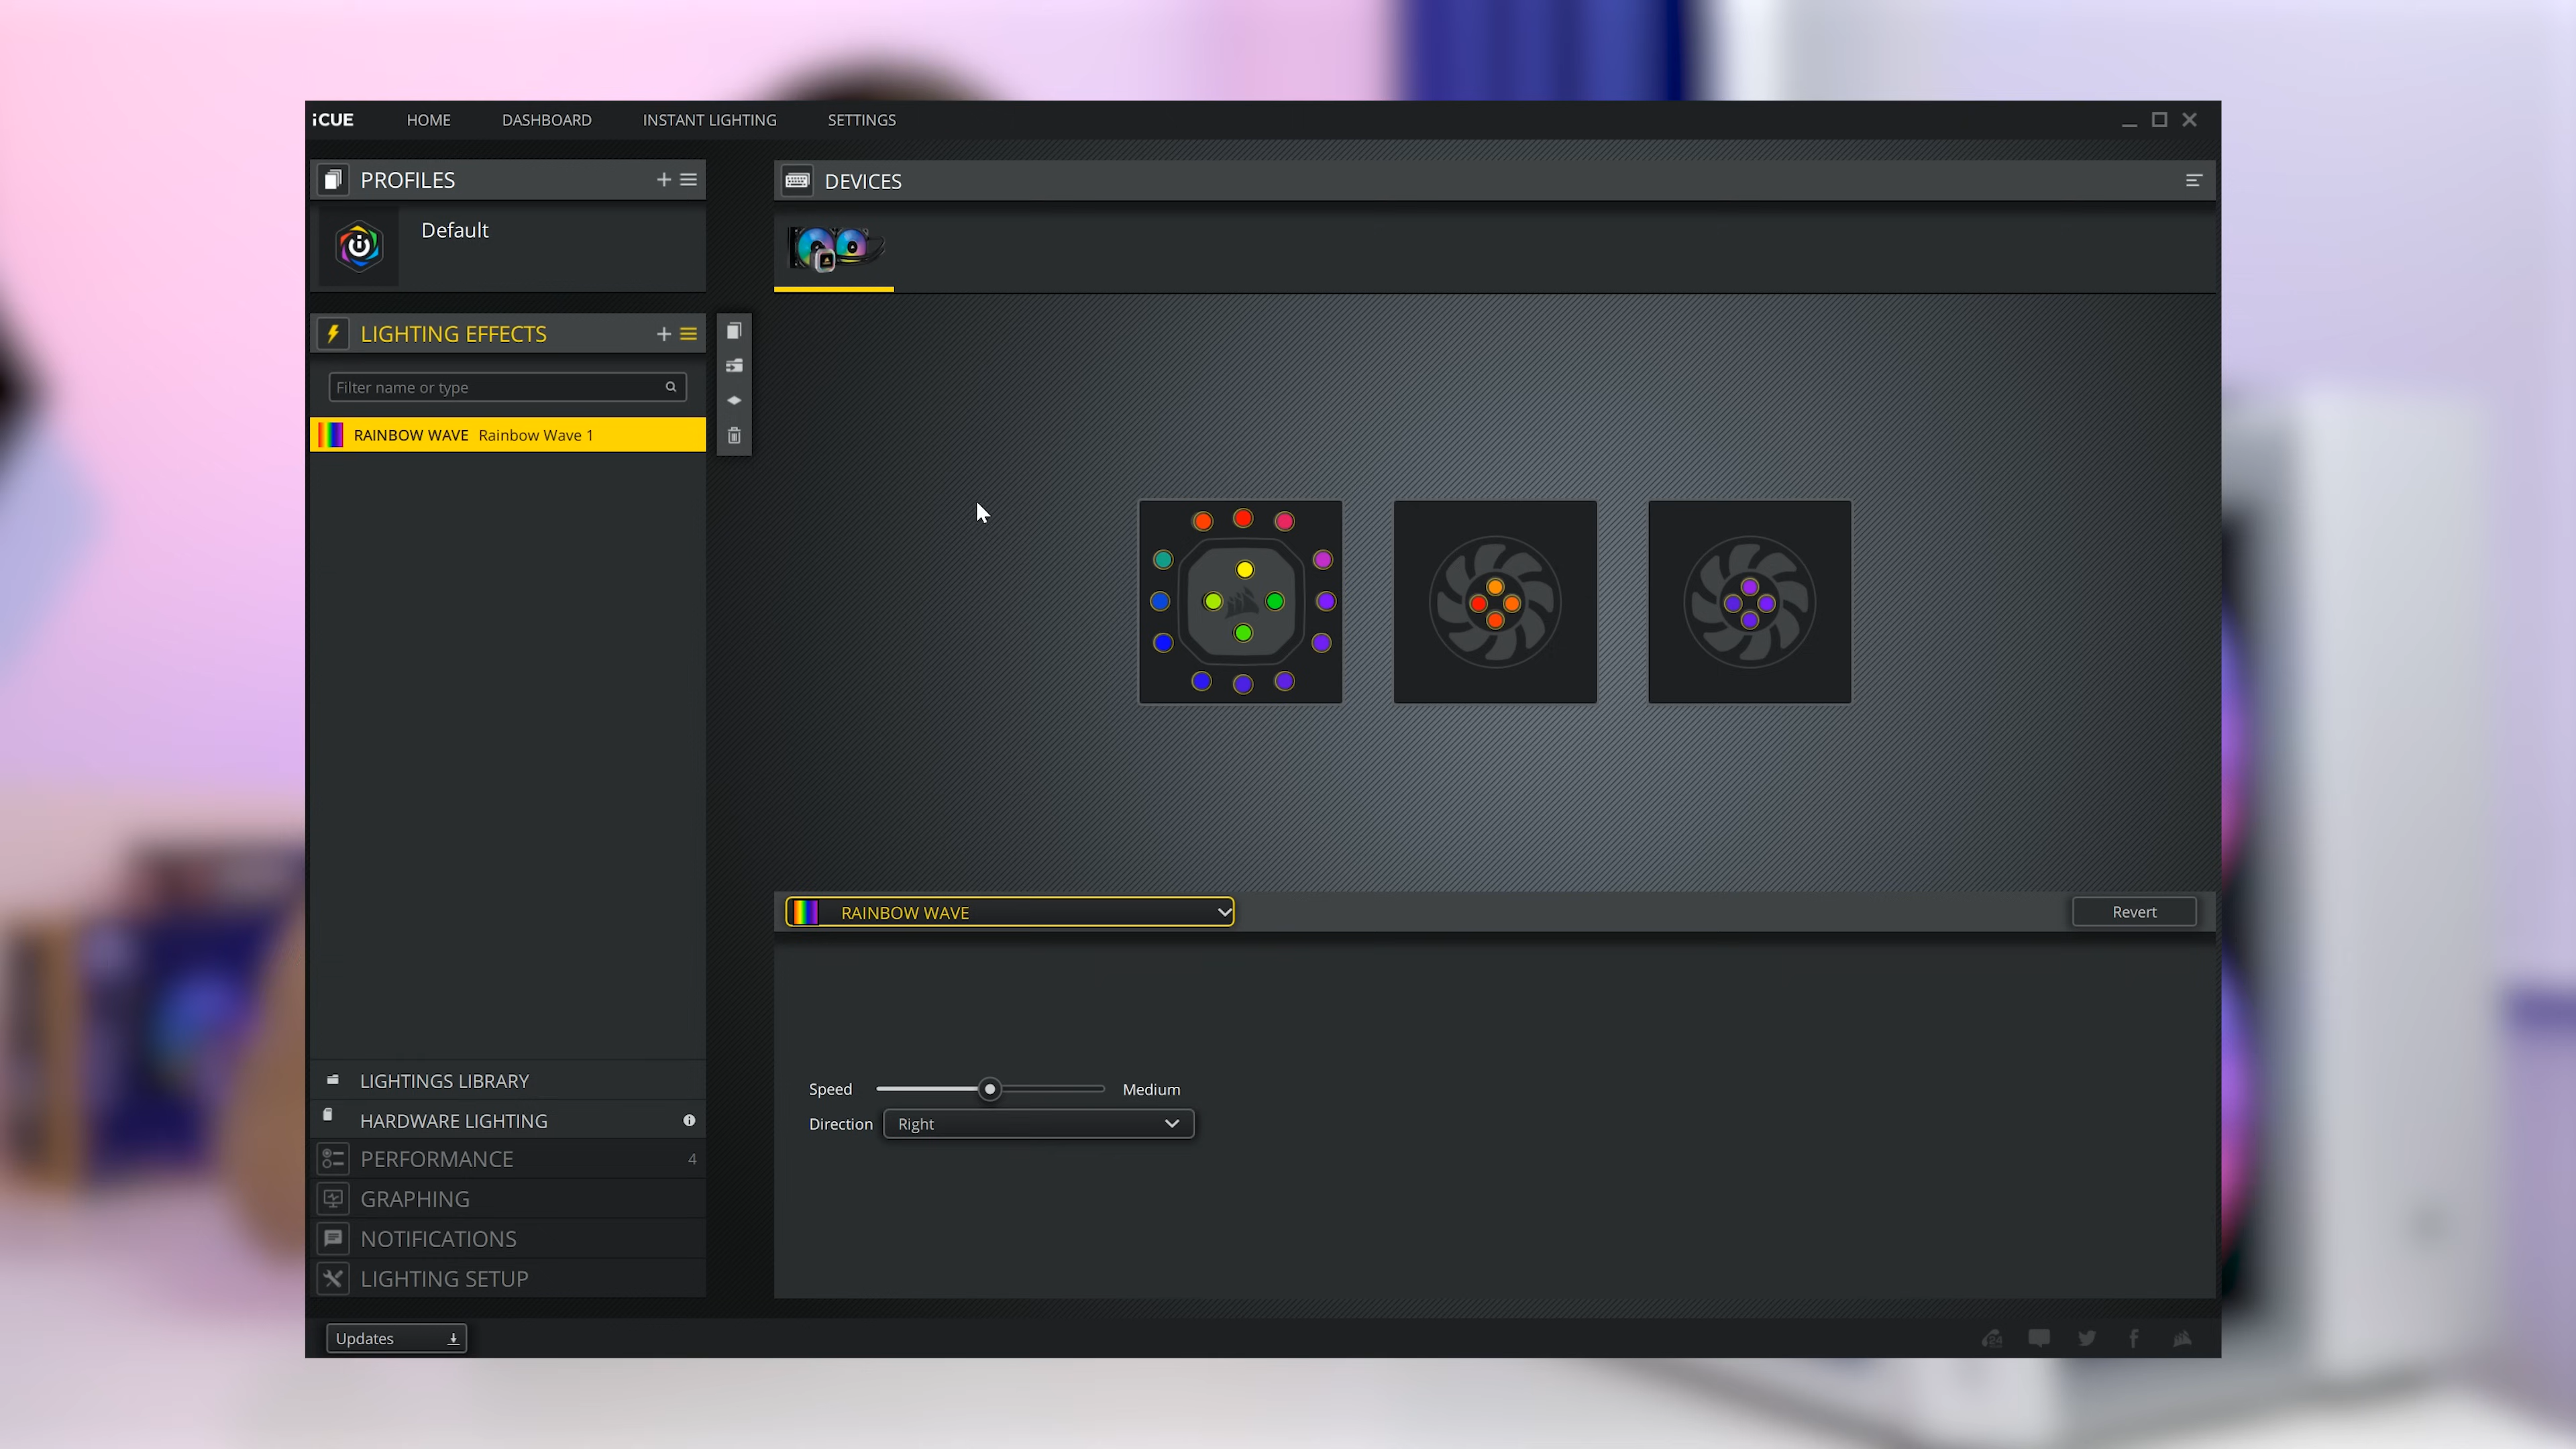 iCUE HOME DASHBOARD INSTANT LIGHTING SETTINGS
PROFILES
Default
LIGHTING EFFECTS
Filter name or type
RAINBOW WAVE Rainbow Wave 1
LIGHTINGS LIBRARY
HARDWARE LIGHTING
PERFORMANCE 4
GRAPHING
NOTIFICATIONS
LIGHTING SETUP
Updates
DEVICES
RAINBOW WAVE
Revert
Speed Medium
Direction Right
24